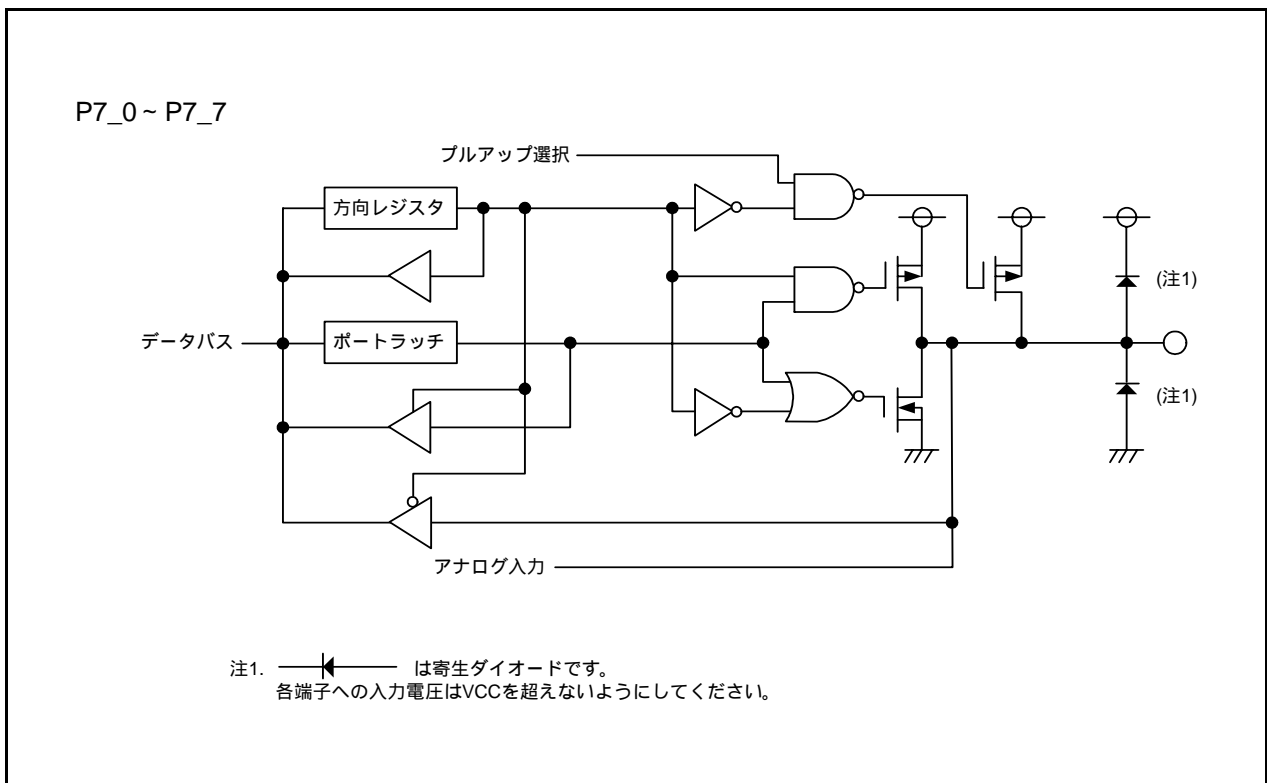 P7_0 ~ P7_7
プルアップ選択
方向レジスタ
(注1)
データバス
ポートラッチ
(注1)
アナログ入力
注1. は寄生ダイオードです。
各端子への入力電圧はVCCを超えないようにしてください。